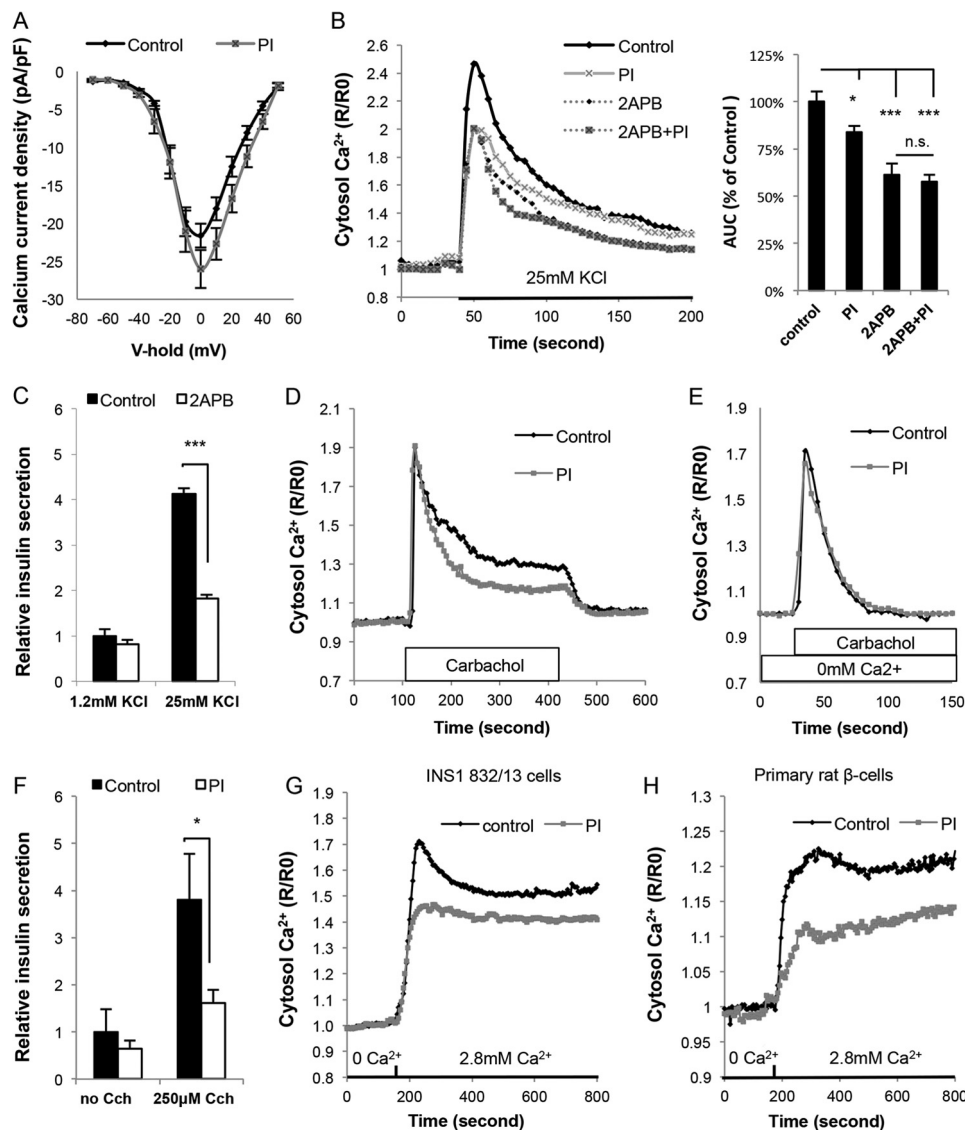 A
Control
PI
Calcium current density (pA/pF)
0
-5
-10
-15
-20
-25
-30
-80 -60 -40 -20 0 20 40 60
V-hold (mV)
B
Control
PI
2APB
2APB+PI
Cytosol Ca²⁺ (R/R0)
2.6
2.4
2.2
2.0
1.8
1.6
1.4
1.2
1
0.8
25mM KCl
0 50 100 150 200
Time (second)
AUC (% of Control)
125%
100%
75%
50%
25%
0%
*
***
***
n.s.
control
PI
2APB
2APB+PI
C
Control
2APB
Relative insulin secretion
6
5
4
3
2
1
0
***
1.2mM KCl
25mM KCl
D
Control
PI
Cytosol Ca²⁺ (R/R0)
2.1
1.9
1.7
1.5
1.3
1.1
0.9
0.7
Carbachol
0 100 200 300 400 500 600
Time (second)
E
Control
PI
Cytosol Ca²⁺ (R/R0)
1.9
1.7
1.5
1.3
1.1
0.9
0.7
Carbachol
0mM Ca2+
0 50 100 150
Time (second)
F
Control
PI
Relative insulin secretion
6
5
4
3
2
1
0
*
no Cch
250µM Cch
G
INS1 832/13 cells
control
PI
Cytosol Ca²⁺ (R/R0)
1.9
1.8
1.7
1.6
1.5
1.4
1.3
1.2
1.1
1.0
0.9
0.8
0 Ca²⁺
2.8mM Ca²⁺
0 200 400 600 800
Time (second)
H
Primary rat β-cells
Control
PI
Cytosol Ca²⁺ (R/R0)
1.3
1.25
1.2
1.15
1.1
1.05
1
0.95
0.9
0 Ca²⁺
2.8mM Ca²⁺
0 200 400 600 800
Time (second)